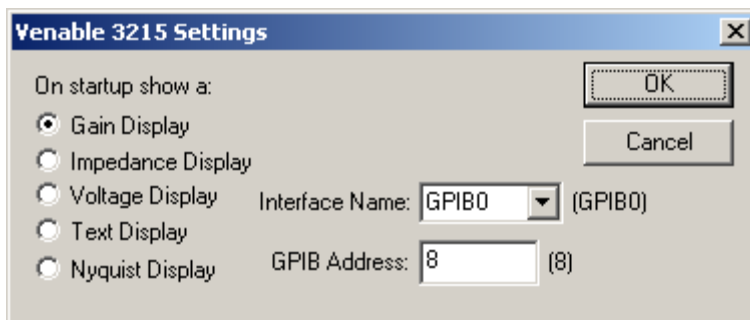 Venable 3215 Settings
On startup show a:
Gain Display
Impedance Display
Voltage Display
Text Display
Nyquist Display
OK
Cancel
Interface Name: GPIB0 (GPIB0)
GPIB Address: 8 (8)